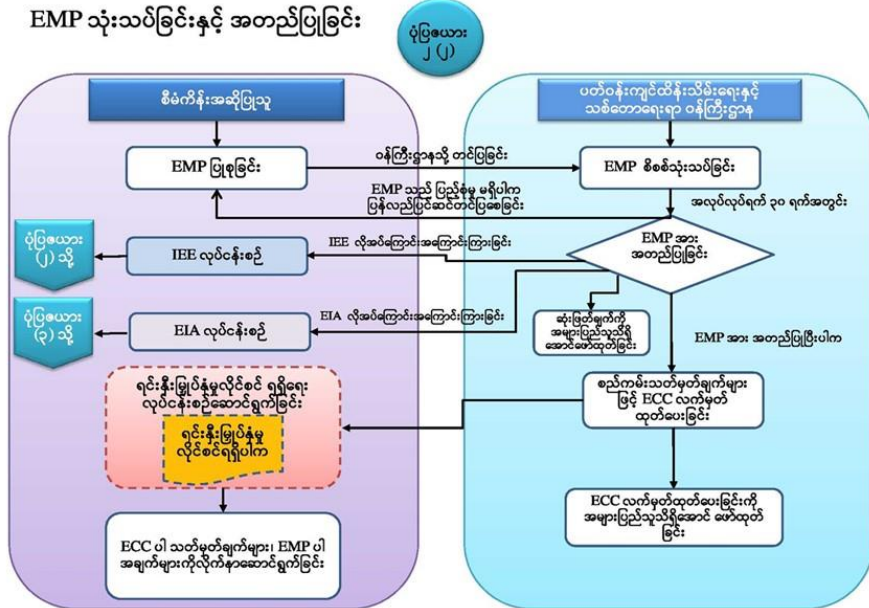 EMP သုံးသပ်ခြင်းနှင့် အတည်ပြုခြင်း
ပုံပြဇယား
၂ (၂)
စီမံကိန်းအဆိုပြုသူ
ပတ်ဝန်းကျင်ထိန်းသိမ်းရေးနှင့်
သစ်တောရေးရာ ဝန်ကြီးဌာန
EMP ပြုစုခြင်း
ဝန်ကြီးဌာနသို့ တင်ပြခြင်း
EMP စိစစ်သုံးသပ်ခြင်း
EMP သည် ပြည့်စုံမှု မရှိပါက
ပြန်လည်ပြင်ဆင်တင်ပြစေခြင်း
အလုပ်လုပ်ရက် ၃၀ ရက်အတွင်း
ပုံပြဇယား
(၂) သို့
IEE လုပ်ငန်းစဉ်
IEE လိုအပ်ကြောင်းအကြောင်းကြားခြင်း
EMP အား
အတည်ပြုခြင်း
ပုံပြဇယား
(၃) သို့
EIA လုပ်ငန်းစဉ်
EIA လိုအပ်ကြောင်းအကြောင်းကြားခြင်း
ဆုံးဖြတ်ချက်ကို
အများပြည်သူသိရှိ
အောင်ဖော်ထုတ်ခြင်း
EMP အား အတည်ပြုပြီးပါက
ရင်းနှီးမြှုပ်နှံမှုလိုင်စင် ရရှိရေး
လုပ်ငန်းစဉ်ဆောင်ရွက်ခြင်း
ရင်းနှီးမြှုပ်နှံမှု
လိုင်စင်ရရှိပါက
စည်ကမ်းသတ်မှတ်ချက်များ
ဖြင့် ECC လက်မှတ်
ထုတ်ပေးခြင်း
ECC ပါ သတ်မှတ်ချက်များ၊ EMP ပါ
အချက်များကိုလိုက်နာဆောင်ရွက်ခြင်း
ECC လက်မှတ်ထုတ်ပေးခြင်းကို
အများပြည်သူသိရှိအောင် ဖော်ထုတ်
ခြင်း